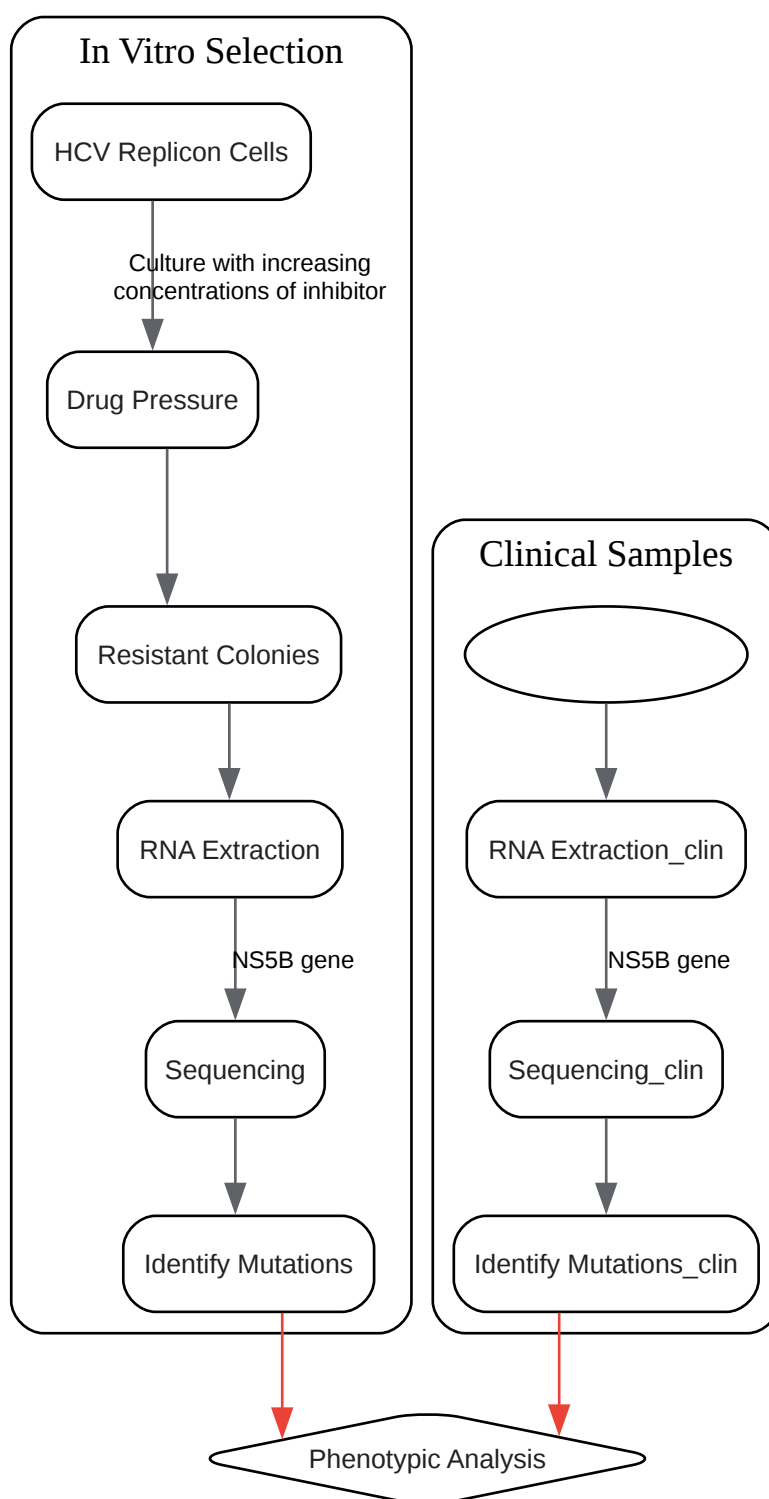 In Vitro Selection
HCV Replicon Cells
Culture with increasing
concentrations of inhibitor
Drug Pressure
Resistant Colonies
RNA Extraction
NS5B gene
Sequencing
Identify Mutations
Clinical Samples
RNA Extraction_clin
NS5B gene
Sequencing_clin
Identify Mutations_clin
Phenotypic Analysis